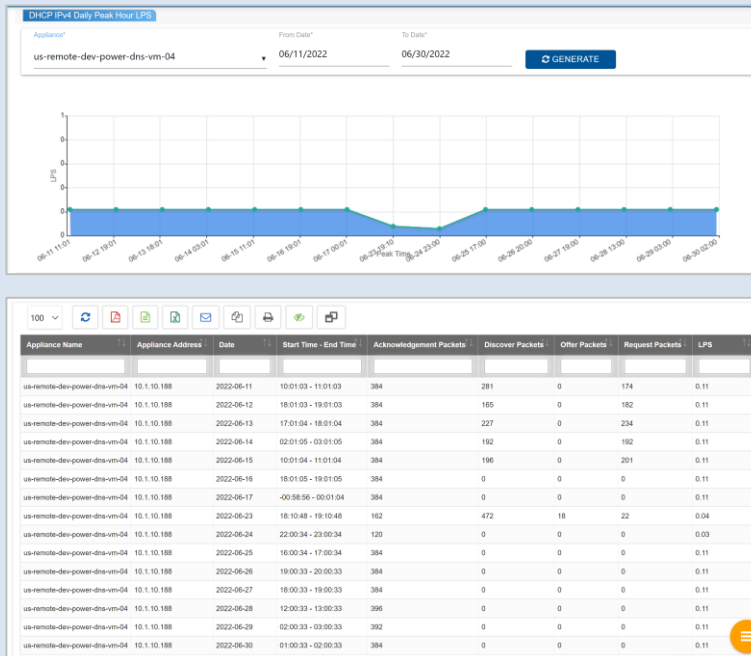 DHCP IPv4 Daily Peak Hour LPS
Appliance* From Date* To Date*
us-remote-dev-power-dns-vm-04 06/11/2022 06/30/2022 GENERATE
1
0
0
0
0
0
LPS
06-11 11:01 06-12 19:01 06-13 18:01 06-14 03:01 06-15 11:01 06-16 19:01 06-17 00:01 06-23 19:10 06-24 23:00 06-25 17:00 06-26 20:00 06-27 19:00 06-28 13:00 06-29 03:00 06-30 02:00
Peak Time
100
Appliance Name Appliance Address Date Start Time - End Time Acknowledgement Packets Discover Packets Offer Packets Request Packets LPS
us-remote-dev-power-dns-vm-04 10.1.10.188 2022-06-11 10:01:03 - 11:01:03 384 281 0 174 0.11
us-remote-dev-power-dns-vm-04 10.1.10.188 2022-06-12 18:01:03 - 19:01:03 384 165 0 182 0.11
us-remote-dev-power-dns-vm-04 10.1.10.188 2022-06-13 17:01:04 - 18:01:04 384 227 0 234 0.11
us-remote-dev-power-dns-vm-04 10.1.10.188 2022-06-14 02:01:05 - 03:01:05 384 192 0 192 0.11
us-remote-dev-power-dns-vm-04 10.1.10.188 2022-06-15 10:01:04 - 11:01:04 384 196 0 201 0.11
us-remote-dev-power-dns-vm-04 10.1.10.188 2022-06-16 18:01:05 - 19:01:05 384 0 0 0 0.11
us-remote-dev-power-dns-vm-04 10.1.10.188 2022-06-17 -00:58:56 - 00:01:04 384 0 0 0 0.11
us-remote-dev-power-dns-vm-04 10.1.10.188 2022-06-23 18:10:48 - 19:10:48 162 472 18 22 0.04
us-remote-dev-power-dns-vm-04 10.1.10.188 2022-06-24 22:00:34 - 23:00:34 120 0 0 0 0.03
us-remote-dev-power-dns-vm-04 10.1.10.188 2022-06-25 16:00:34 - 17:00:34 384 0 0 0 0.11
us-remote-dev-power-dns-vm-04 10.1.10.188 2022-06-26 19:00:33 - 20:00:33 384 0 0 0 0.11
us-remote-dev-power-dns-vm-04 10.1.10.188 2022-06-27 18:00:33 - 19:00:33 384 0 0 0 0.11
us-remote-dev-power-dns-vm-04 10.1.10.188 2022-06-28 12:00:33 - 13:00:33 396 0 0 0 0.11
us-remote-dev-power-dns-vm-04 10.1.10.188 2022-06-29 02:00:33 - 03:00:33 392 0 0 0 0.11
us-remote-dev-power-dns-vm-04 10.1.10.188 2022-06-30 01:00:33 - 02:00:33 384 0 0 0 0.11